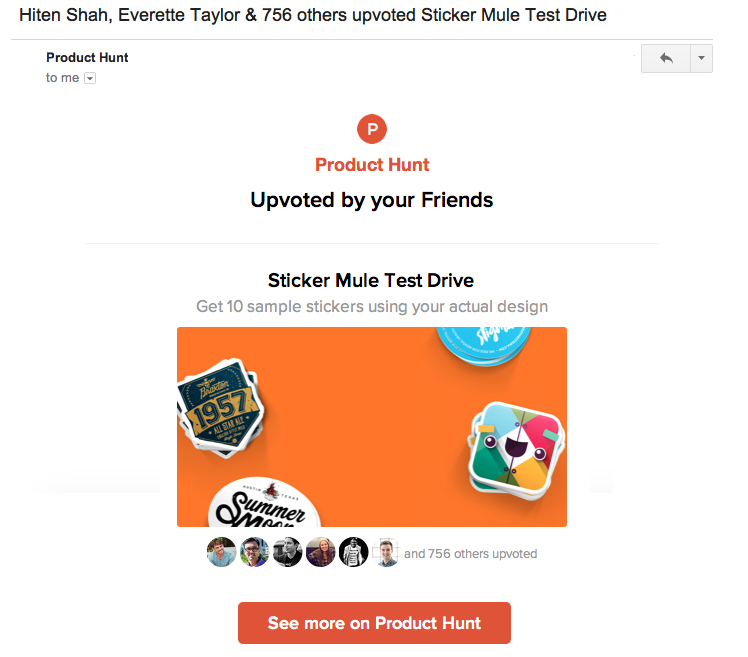 Hiten Shah, Everette Taylor & 756 others upvoted Sticker Mule Test Drive
Product Hunt
to me
P
Product Hunt
Upvoted by your Friends
Sticker Mule Test Drive
Get 10 sample stickers using your actual design
Braxton
1957
ALL STAR ALE
AUSTIN TEXAS
Summer
Moon
and 756 others upvoted
See more on Product Hunt